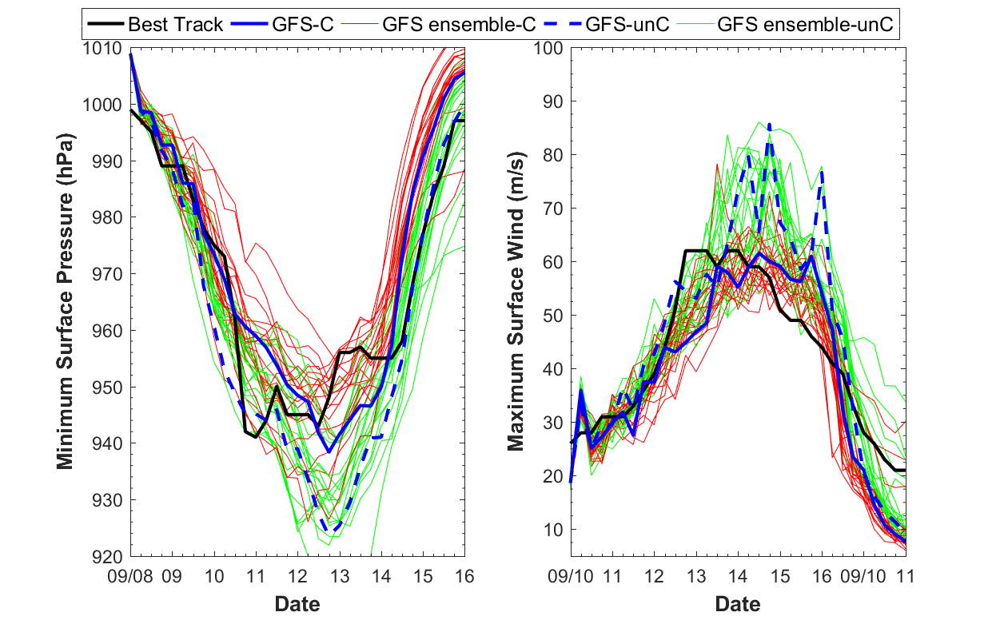 Best Track GFS-C GFS ensemble-C GFS-unC GFS ensemble-unC
Minimum Surface Pressure (hPa)
1010
1000
990
980
970
960
950
940
930
920
09/08 09 10 11 12 13 14 15 16
Date
Maximum Surface Wind (m/s)
100
90
80
70
60
50
40
30
20
10
09/10 11 12 13 14 15 16 09/10 11
Date